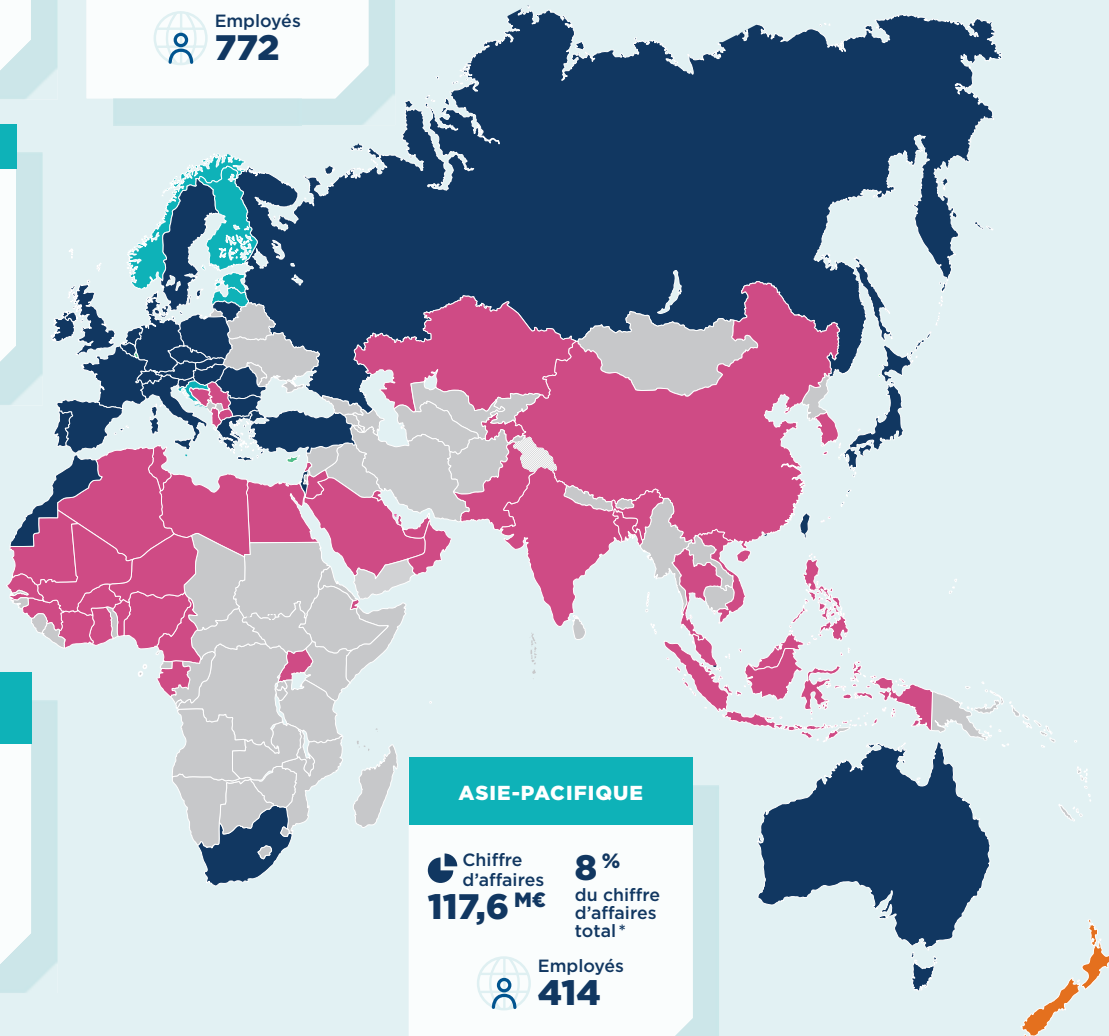 Employés
772
ASIE-PACIFIQUE
Chiffre
d’affaires
117,6 M€
8 %
du chiffre
d’affaires
total*
Employés
414